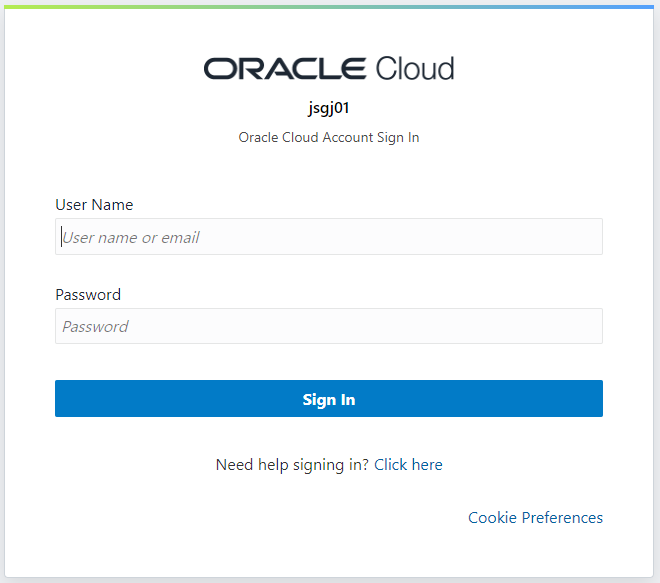 ORACLE Cloud
jsgj01
Oracle Cloud Account Sign In
User Name
User name or email
Password
Password
Sign In
Need help signing in? Click here
Cookie Preferences